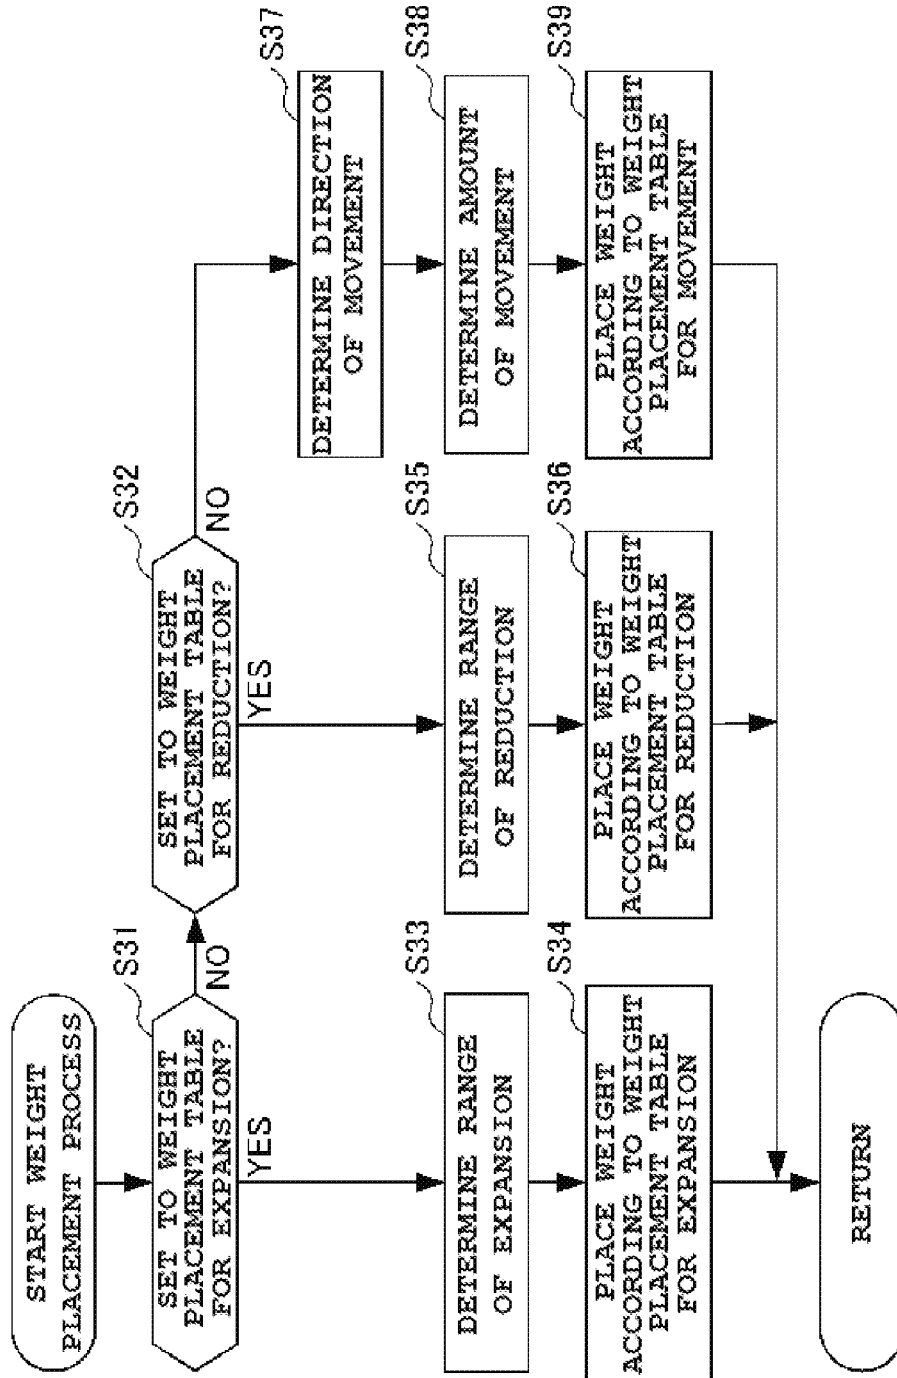 START WEIGHT
PLACEMENT PROCESS
S31
SET TO WEIGHT
PLACEMENT TABLE
FOR EXPANSION?
NO
YES
S32
SET TO WEIGHT
PLACEMENT TABLE
FOR REDUCTION?
NO
YES
S33
DETERMINE RANGE
OF EXPANSION
S34
PLACE WEIGHT
ACCORDING TO WEIGHT
PLACEMENT TABLE
FOR EXPANSION
S35
DETERMINE RANGE
OF REDUCTION
S36
PLACE WEIGHT
ACCORDING TO WEIGHT
PLACEMENT TABLE
FOR REDUCTION
S37
DETERMINE DIRECTION
OF MOVEMENT
S38
DETERMINE AMOUNT
OF MOVEMENT
S39
PLACE WEIGHT
ACCORDING TO WEIGHT
PLACEMENT TABLE
FOR MOVEMENT
RETURN